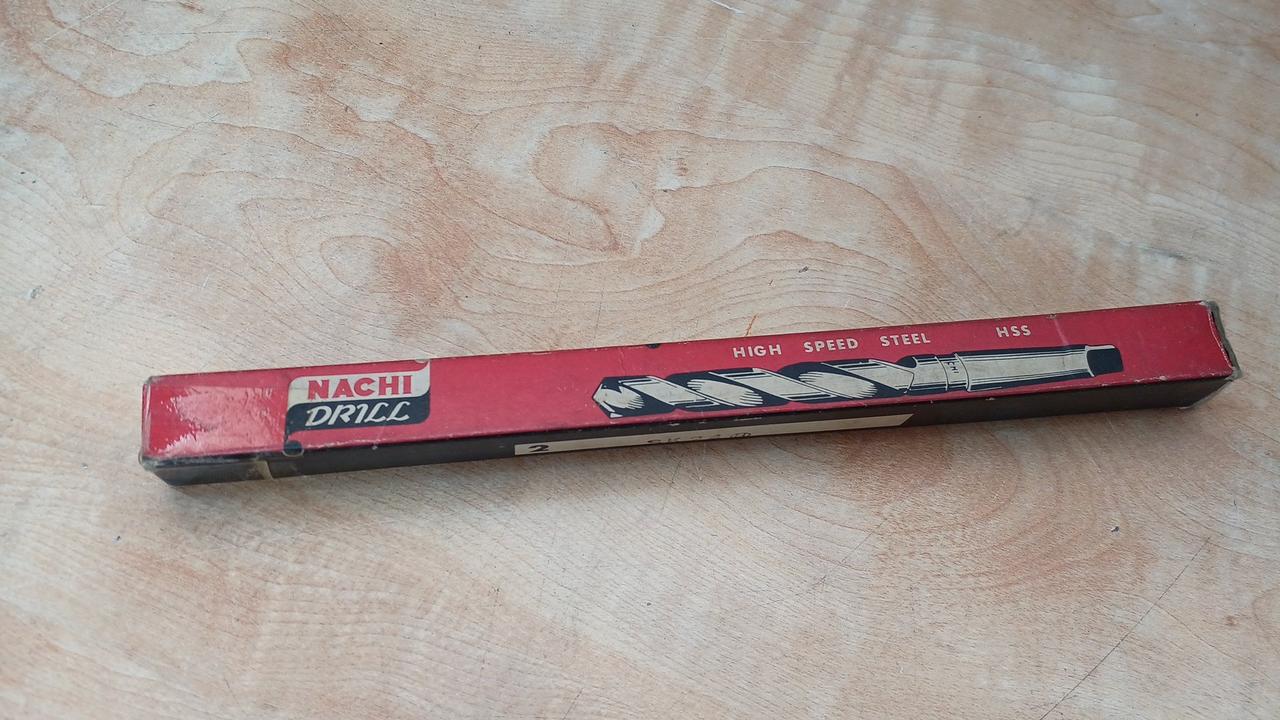 NACHI
DRILL
HIGH SPEED STEEL HSS
2